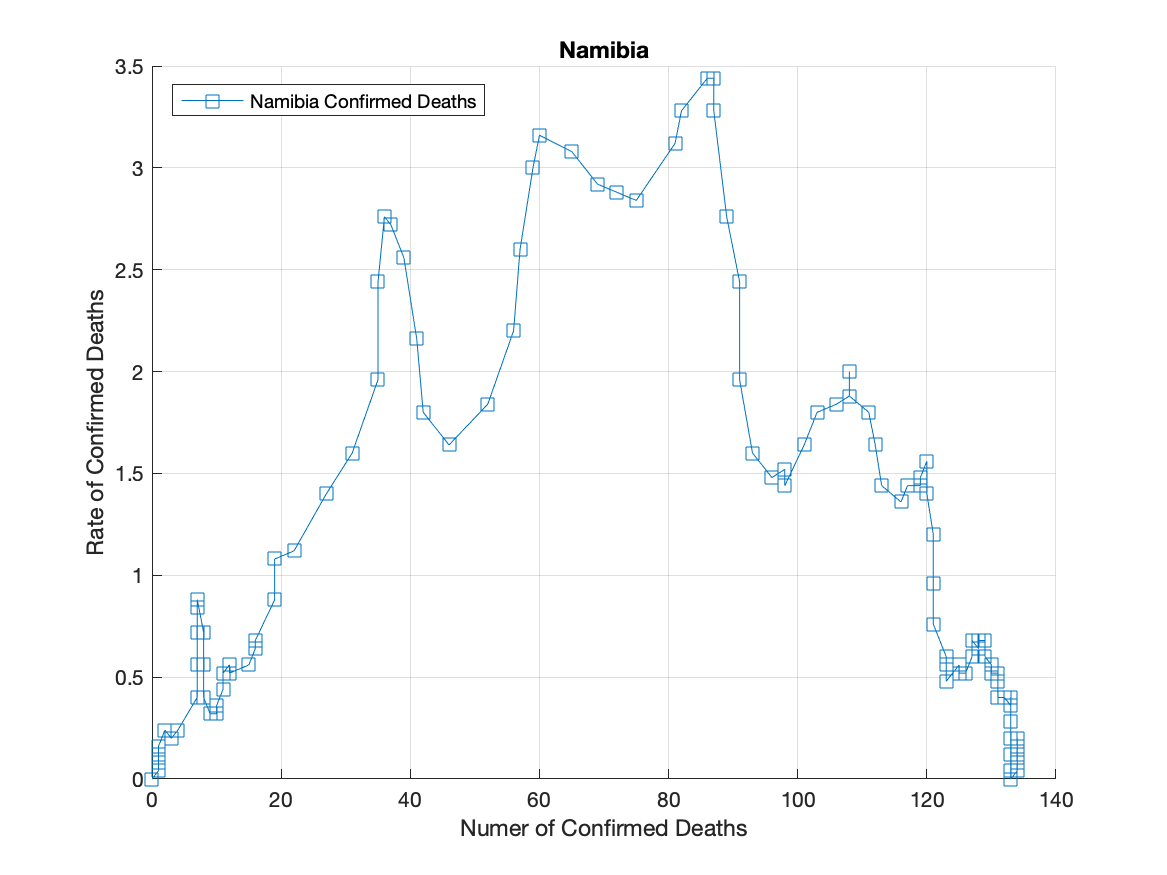 Namibia
Namibia Confirmed Deaths
3.5
3
2.5
2
1.5
1
0.5
0
Rate of Confirmed Deaths
0 20 40 60 80 100 120 140
Numer of Confirmed Deaths